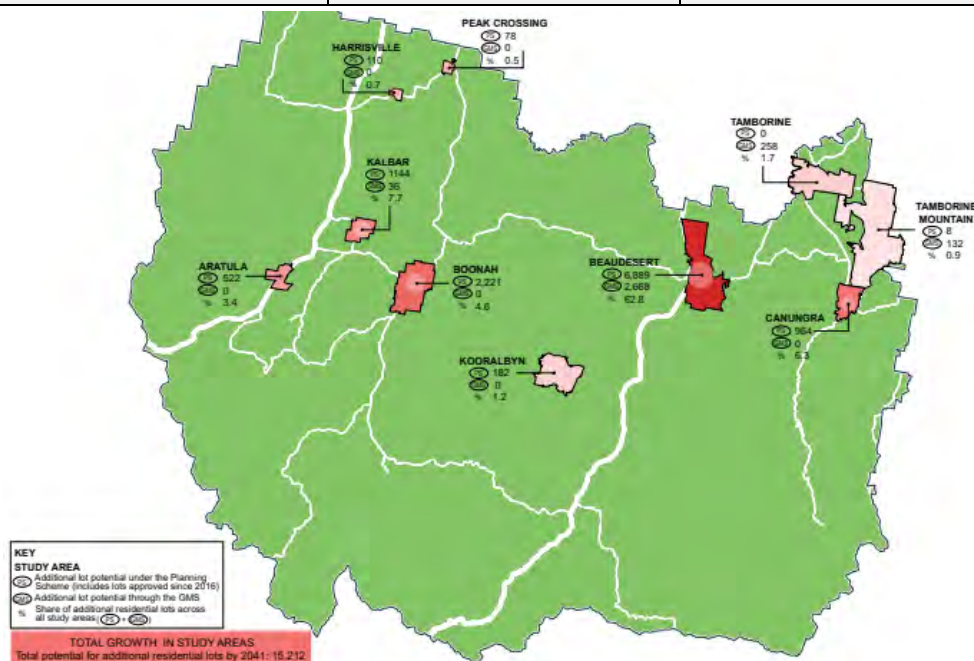 PEAK CROSSING
PS 78
GMS 0
% 0.5
HARRISVILLE
PS 110
GMS 0
% 0.7
TAMBORINE
PS 0
GMS 258
% 1.7
KALBAR
PS 1144
GMS 36
% 7.7
TAMBORINE
MOUNTAIN
PS 8
GMS 132
% 0.9
ARATULA
PS 522
GMS 0
% 3.4
BOONAH
PS 2,221
GMS 0
% 4.6
BEAUDESERT
PS 6,889
GMS 2,668
% 62.8
CANUNGRA
PS 964
GMS 0
% 6.3
KOORALBYN
PS 182
GMS 0
% 1.2
KEY
STUDY AREA
PS Additional lot potential under the Planning
Scheme (includes lots approved since 2016)
GMS Additional lot potential through the GMS
% Share of additional residential lots across
all study areas (PS + GMS)
TOTAL GROWTH IN STUDY AREAS
Total potential for additional residential lots by 2041: 15,212